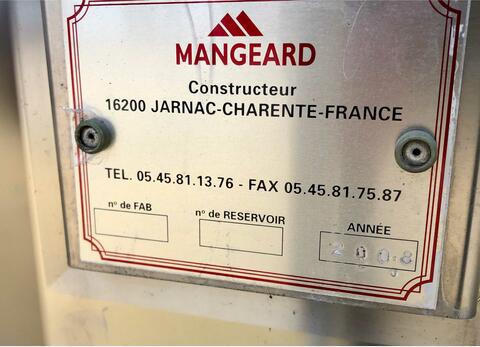 MANGEARD
Constructeur
16200 JARNAC-CHARENTE-FRANCE
TEL. 05.45.81.13.76 - FAX 05.45.81.75.87
n° de FAB
n° de RESERVOIR
ANNÉE
2008